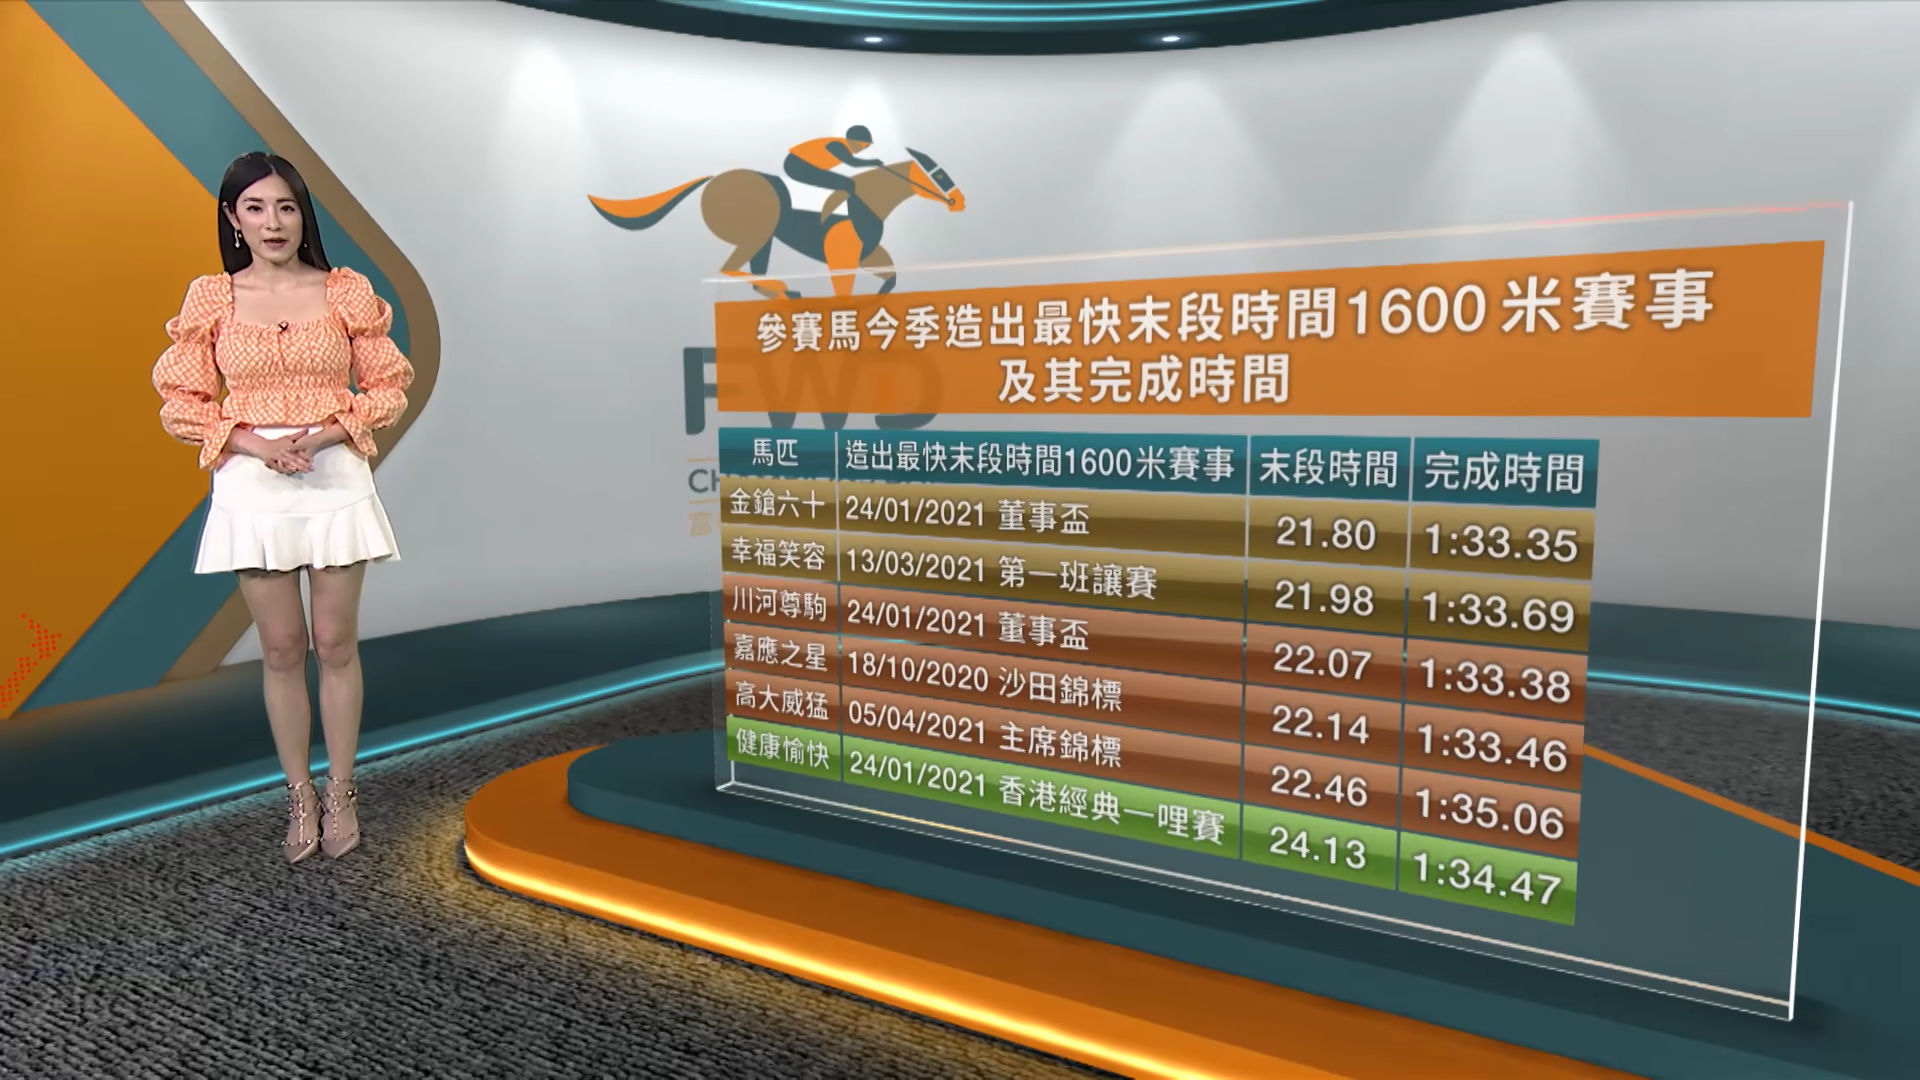 參賽馬今季造出最快末段時間1600米賽事
及其完成時間
FWD
馬匹 造出最快末段時間1600米賽事 末段時間 完成時間
金鎗六十 24/01/2021 董事盃 21.80 1:33.35
幸福笑容 13/03/2021 第一班讓賽 21.98 1:33.69
川河尊駒 24/01/2021 董事盃 22.07 1:33.38
嘉應之星 18/10/2020 沙田錦標 22.14 1:33.46
高大威猛 05/04/2021 主席錦標 22.46 1:35.06
健康愉快 24/01/2021 香港經典一哩賽 24.13 1:34.47